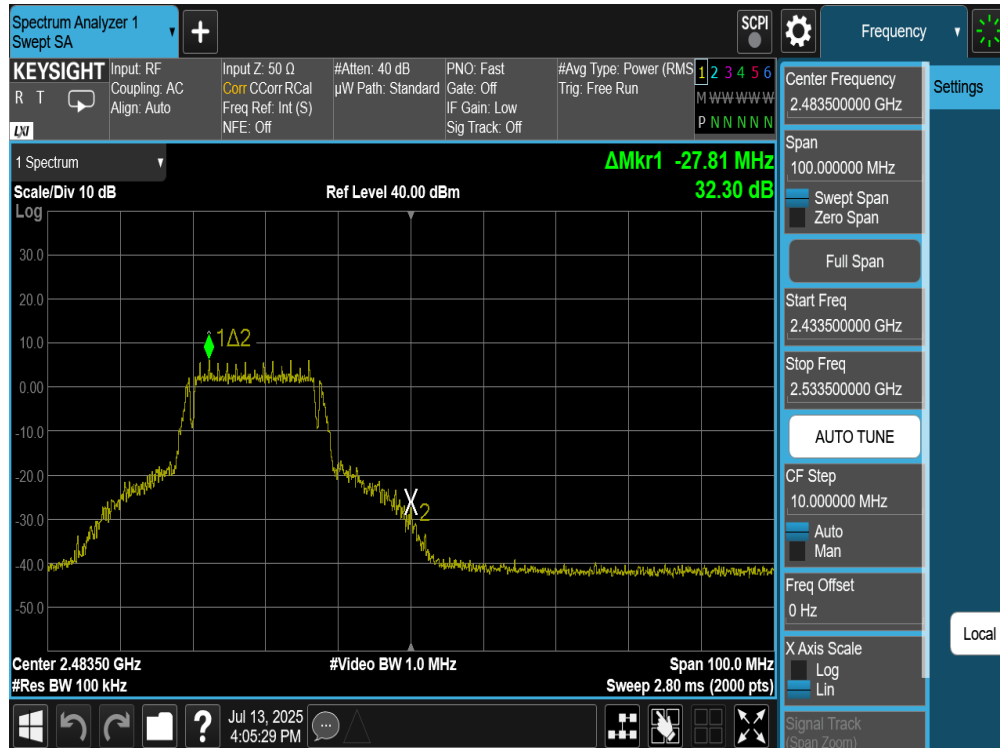 Spectrum Analyzer 1
Swept SA
+
SCPI
Frequency
KEYSIGHT
R T
LXI
Input: RF
Coupling: AC
Align: Auto
Input Z: 50 Ω
Corr CCorr RCal
Freq Ref: Int (S)
NFE: Off
#Atten: 40 dB
µW Path: Standard
PNO: Fast
Gate: Off
IF Gain: Low
Sig Track: Off
#Avg Type: Power (RMS
Trig: Free Run
1 2 3 4 5 6
M W W W W W
P N N N N N
1 Spectrum
ΔMkr1 -27.81 MHz
32.30 dB
Scale/Div 10 dB
Ref Level 40.00 dBm
Log
30.0
20.0
10.0
0.00
-10.0
-20.0
-30.0
-40.0
-50.0
1Δ2
X2
Center 2.48350 GHz
#Video BW 1.0 MHz
Span 100.0 MHz
#Res BW 100 kHz
Sweep 2.80 ms (2000 pts)
Center Frequency
2.483500000 GHz
Span
100.000000 MHz
Swept Span
Zero Span
Full Span
Start Freq
2.433500000 GHz
Stop Freq
2.533500000 GHz
AUTO TUNE
CF Step
10.000000 MHz
Auto
Man
Freq Offset
0 Hz
X Axis Scale
Log
Lin
Signal Track
(Span Zoom)
Settings
Local
?
Jul 13, 2025
4:05:29 PM